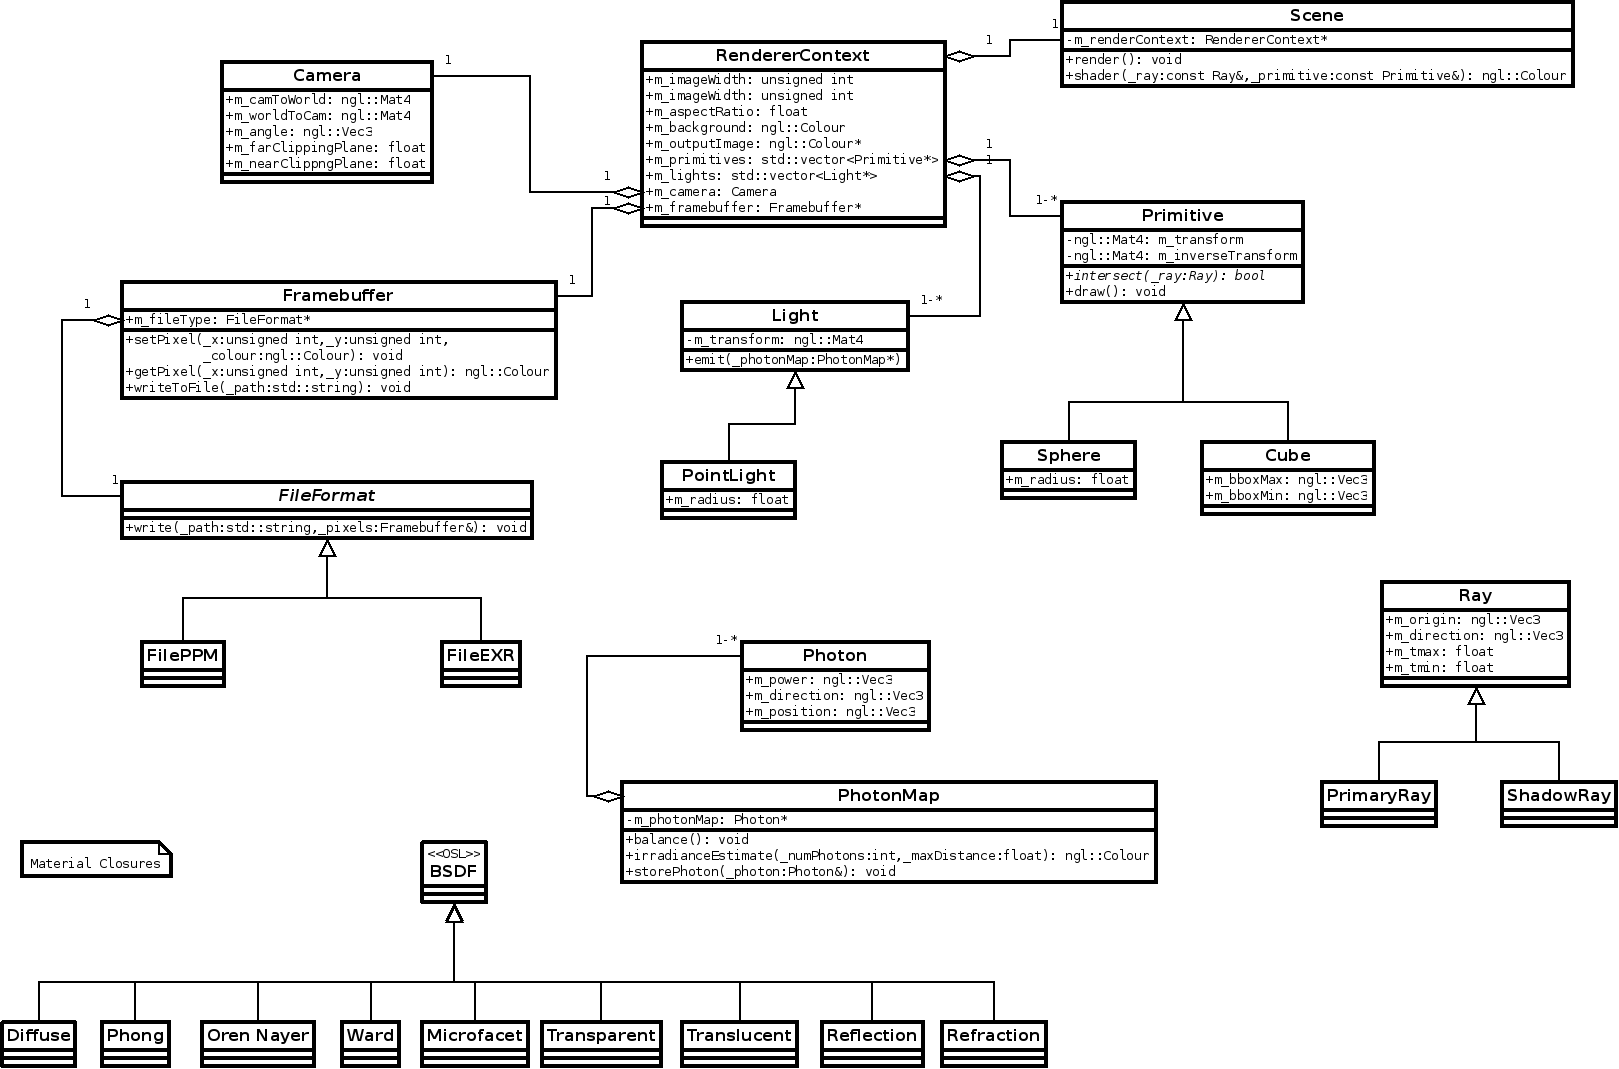 Scene
-m_renderContext: RendererContext*
+render(): void
+shader(_ray:const Ray&,_primitive:const Primitive&): ngl::Colour
1
1
RendererContext
+m_imageWidth: unsigned int
+m_imageWidth: unsigned int
+m_aspectRatio: float
+m_background: ngl::Colour
+m_outputImage: ngl::Colour*
+m_primitives: std::vector<Primitive*>
+m_lights: std::vector<Light*>
+m_camera: Camera
+m_framebuffer: Framebuffer*
1
Camera
+m_camToWorld: ngl::Mat4
+m_worldToCam: ngl::Mat4
+m_angle: ngl::Vec3
+m_farClippingPlane: float
+m_nearClippngPlane: float
1
1
1
1
1-*
Primitive
-ngl::Mat4: m_transform
-ngl::Mat4: m_inverseTransform
+intersect(_ray:Ray): bool
+draw(): void
1
Framebuffer
+m_fileType: FileFormat*
+setPixel(_x:unsigned int,_y:unsigned int,
_colour:ngl::Colour): void
+getPixel(_x:unsigned int,_y:unsigned int): ngl::Colour
+writeToFile(_path:std::string): void
1
1-*
Light
-m_transform: ngl::Mat4
+emit(_photonMap:PhotonMap*)
PointLight
+m_radius: float
Sphere
+m_radius: float
Cube
+m_bboxMax: ngl::Vec3
+m_bboxMin: ngl::Vec3
1
FileFormat
+write(_path:std::string,_pixels:Framebuffer&): void
FilePPM
FileEXR
Ray
+m_origin: ngl::Vec3
+m_direction: ngl::Vec3
+m_tmax: float
+m_tmin: float
1-*
Photon
+m_power: ngl::Vec3
+m_direction: ngl::Vec3
+m_position: ngl::Vec3
PhotonMap
-m_photonMap: Photon*
+balance(): void
+irradianceEstimate(_numPhotons:int,_maxDistance:float): ngl::Colour
+storePhoton(_photon:Photon&): void
PrimaryRay
ShadowRay
Material Closures
<<OSL>>
BSDF
Diffuse
Phong
Oren Nayer
Ward
Microfacet
Transparent
Translucent
Reflection
Refraction